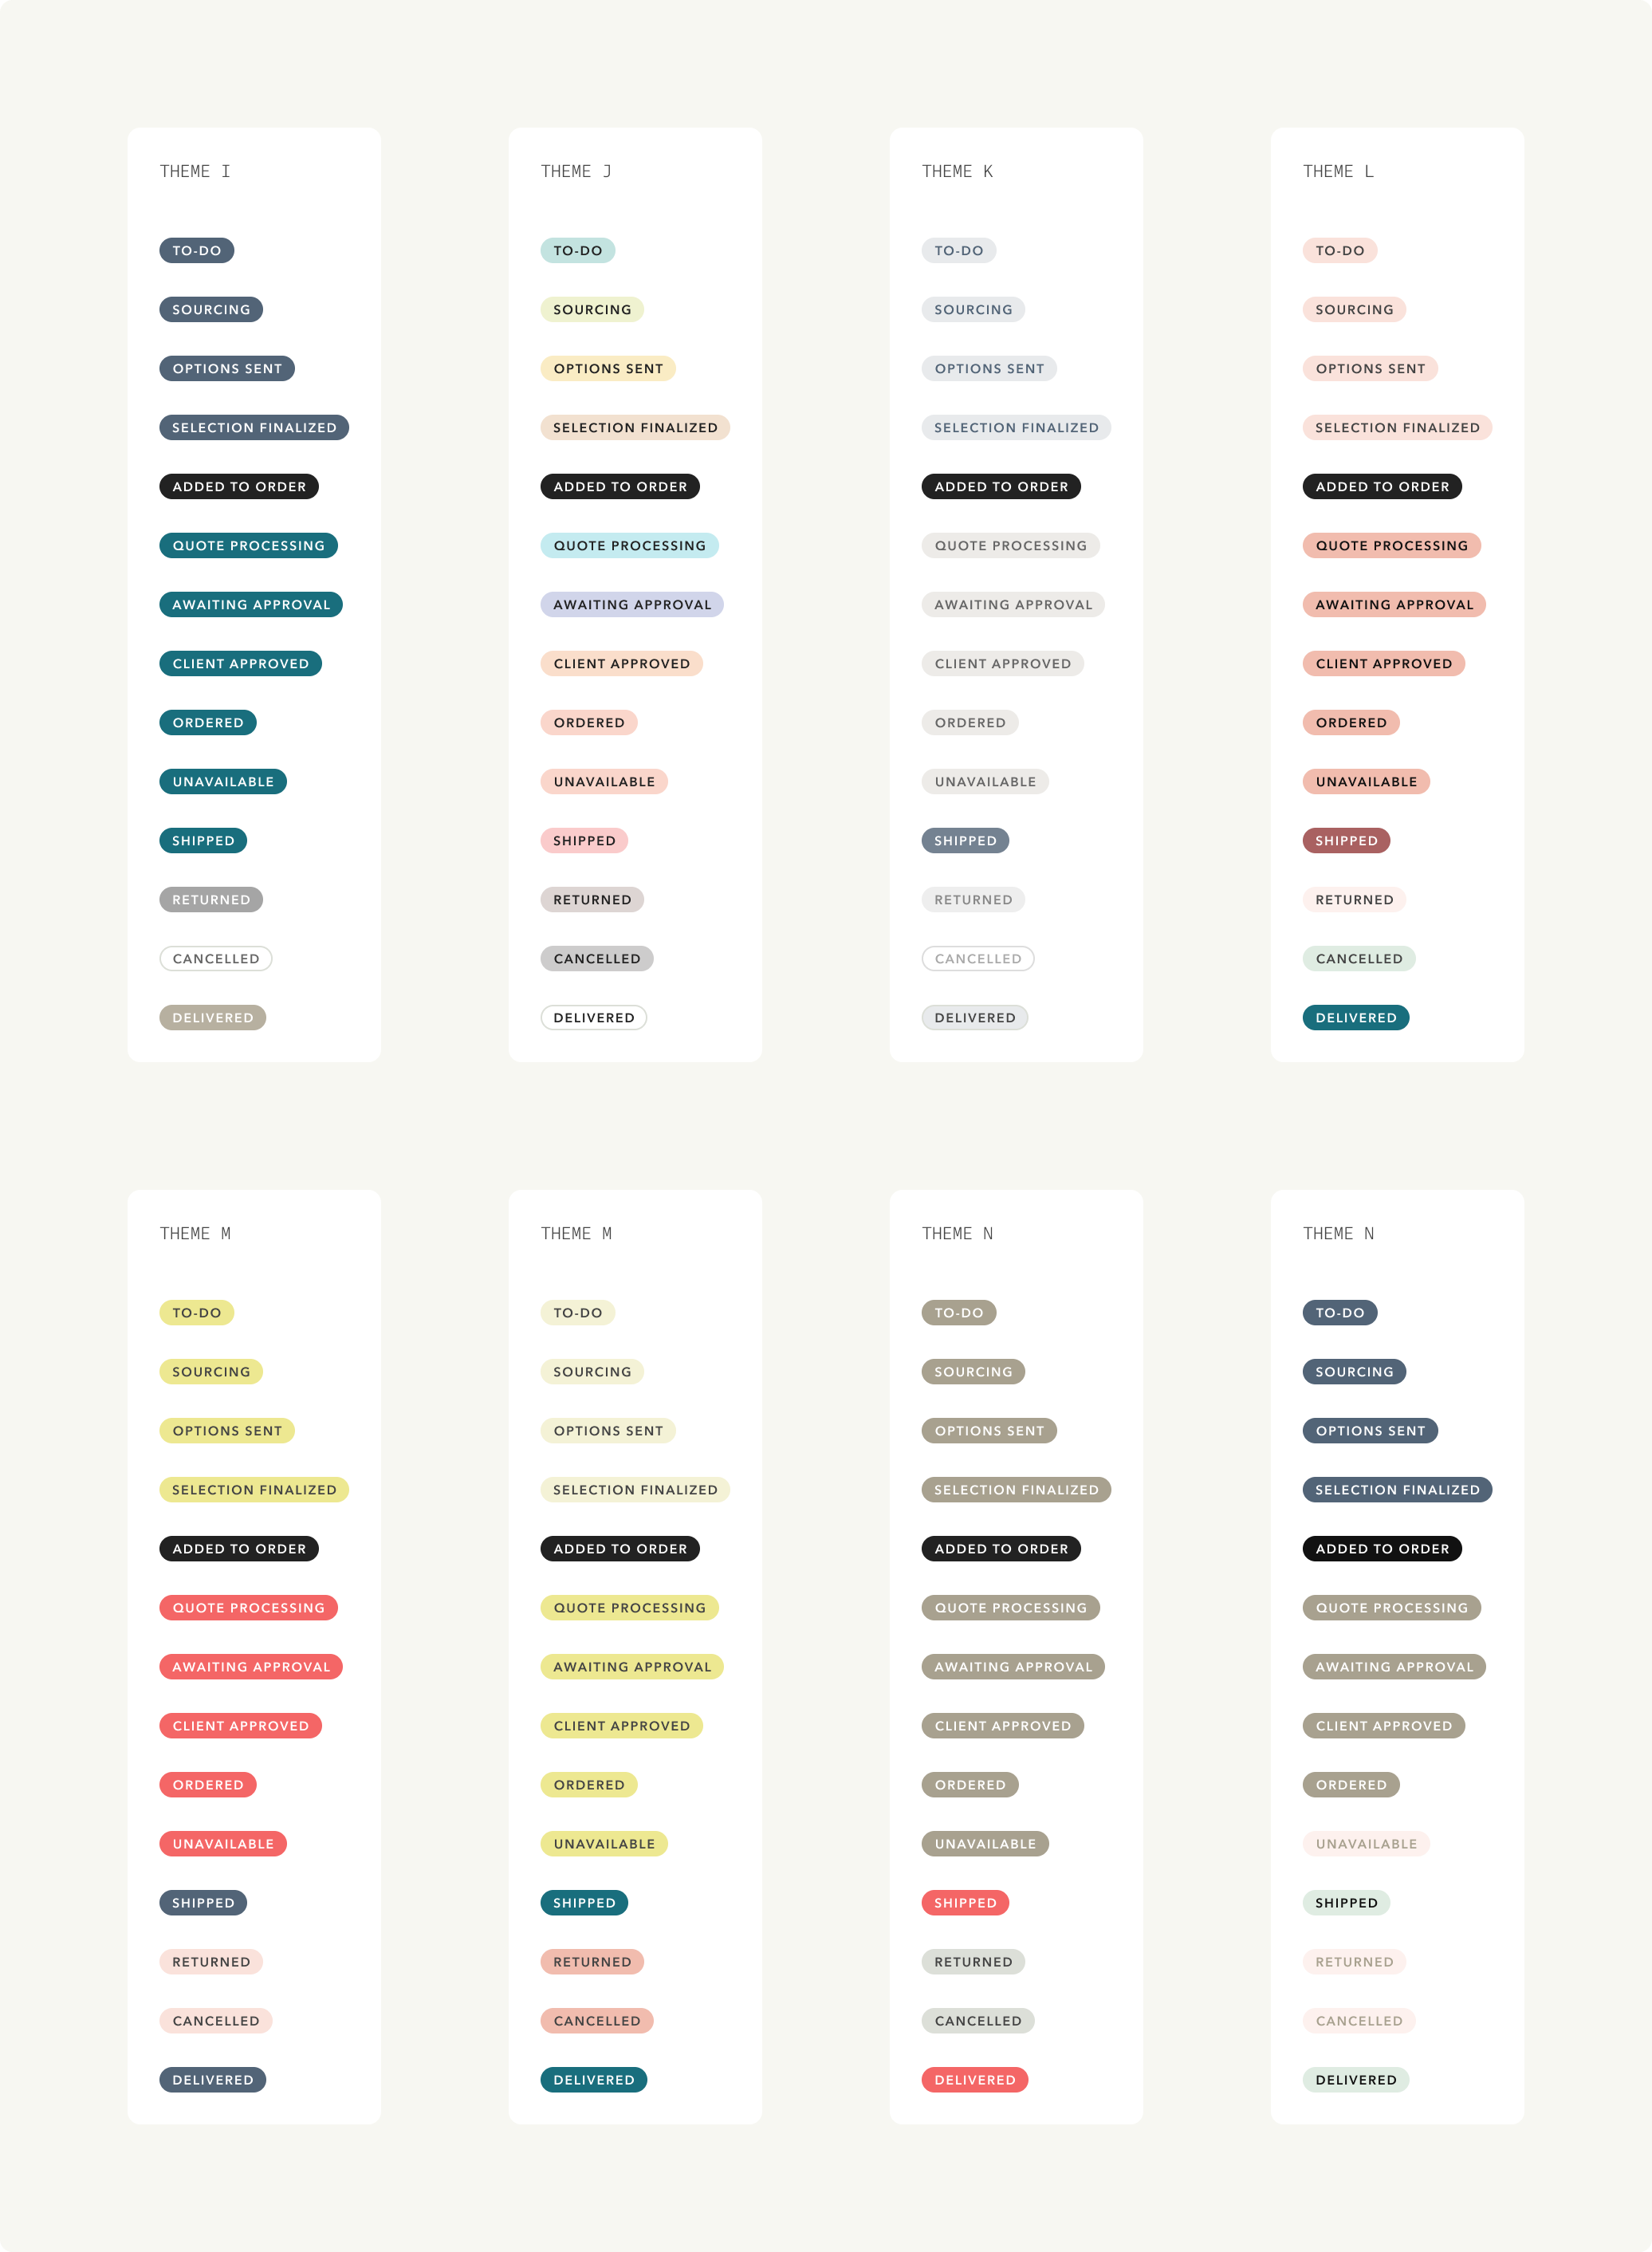 THEME I
TO-DO
SOURCING
OPTIONS SENT
SELECTION FINALIZED
ADDED TO ORDER
QUOTE PROCESSING
AWAITING APPROVAL
CLIENT APPROVED
ORDERED
UNAVAILABLE
SHIPPED
RETURNED
CANCELLED
DELIVERED
THEME J
TO-DO
SOURCING
OPTIONS SENT
SELECTION FINALIZED
ADDED TO ORDER
QUOTE PROCESSING
AWAITING APPROVAL
CLIENT APPROVED
ORDERED
UNAVAILABLE
SHIPPED
RETURNED
CANCELLED
DELIVERED
THEME K
TO-DO
SOURCING
OPTIONS SENT
SELECTION FINALIZED
ADDED TO ORDER
QUOTE PROCESSING
AWAITING APPROVAL
CLIENT APPROVED
ORDERED
UNAVAILABLE
SHIPPED
RETURNED
CANCELLED
DELIVERED
THEME L
TO-DO
SOURCING
OPTIONS SENT
SELECTION FINALIZED
ADDED TO ORDER
QUOTE PROCESSING
AWAITING APPROVAL
CLIENT APPROVED
ORDERED
UNAVAILABLE
SHIPPED
RETURNED
CANCELLED
DELIVERED
THEME M
TO-DO
SOURCING
OPTIONS SENT
SELECTION FINALIZED
ADDED TO ORDER
QUOTE PROCESSING
AWAITING APPROVAL
CLIENT APPROVED
ORDERED
UNAVAILABLE
SHIPPED
RETURNED
CANCELLED
DELIVERED
THEME M
TO-DO
SOURCING
OPTIONS SENT
SELECTION FINALIZED
ADDED TO ORDER
QUOTE PROCESSING
AWAITING APPROVAL
CLIENT APPROVED
ORDERED
UNAVAILABLE
SHIPPED
RETURNED
CANCELLED
DELIVERED
THEME N
TO-DO
SOURCING
OPTIONS SENT
SELECTION FINALIZED
ADDED TO ORDER
QUOTE PROCESSING
AWAITING APPROVAL
CLIENT APPROVED
ORDERED
UNAVAILABLE
SHIPPED
RETURNED
CANCELLED
DELIVERED
THEME N
TO-DO
SOURCING
OPTIONS SENT
SELECTION FINALIZED
ADDED TO ORDER
QUOTE PROCESSING
AWAITING APPROVAL
CLIENT APPROVED
ORDERED
UNAVAILABLE
SHIPPED
RETURNED
CANCELLED
DELIVERED